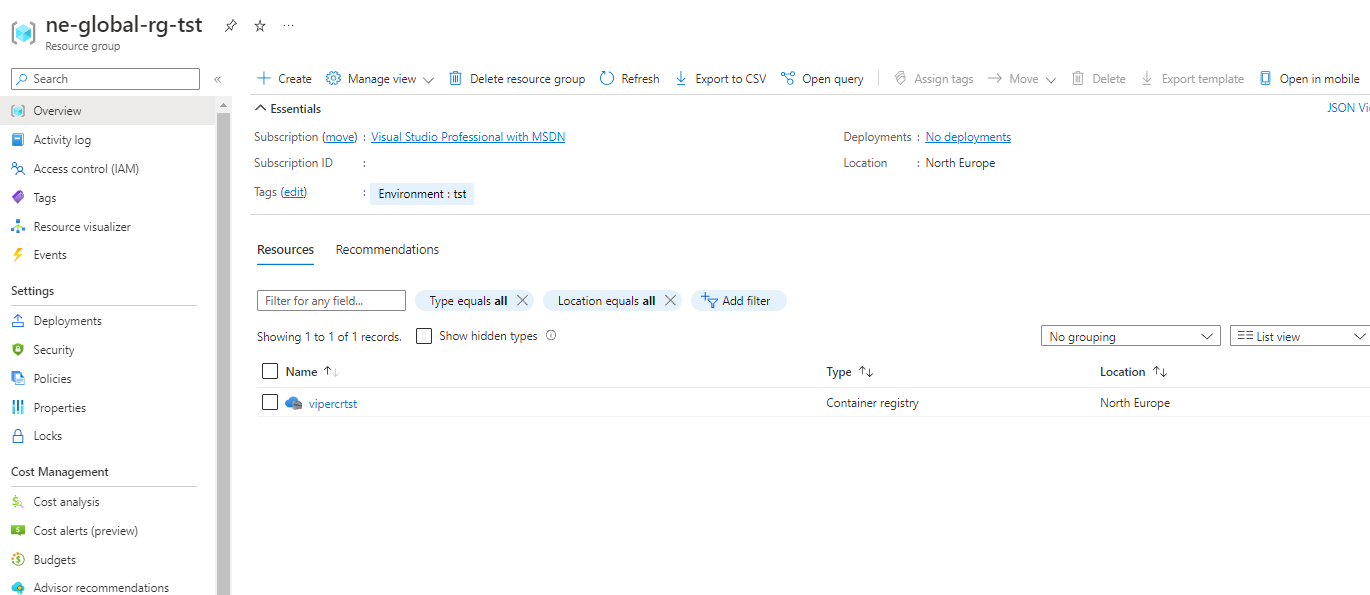 ne-global-rg-tst
Resource group
Search
«
Overview
Activity log
Access control (IAM)
Tags
Resource visualizer
Events
Settings
Deployments
Security
Policies
Properties
Locks
Cost Management
Cost analysis
Cost alerts (preview)
Budgets
Advisor recommendations
Create Manage view Delete resource group Refresh Export to CSV Open query Assign tags Move Delete Export template Open in mobile
Essentials
JSON Vi
Subscription (move) : Visual Studio Professional with MSDN
Subscription ID :
Tags (edit) : Environment : tst
Deployments : No deployments
Location : North Europe
Resources Recommendations
Filter for any field... Type equals all Location equals all Add filter
Showing 1 to 1 of 1 records. Show hidden types No grouping List view
Name Type Location
vipercrtst Container registry North Europe